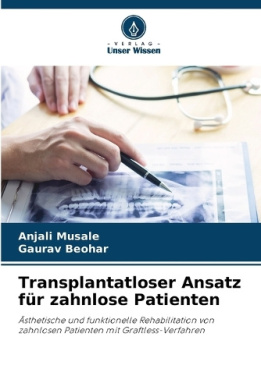 - VERLAG -
Unser Wissen
Anjali Musale
Gaurav Beohar
Transplantatloser Ansatz
für zahnlose Patienten
Ästhetische und funktionelle Rehabilitation von
zahnlosen Patienten mit Graftless-Verfahren